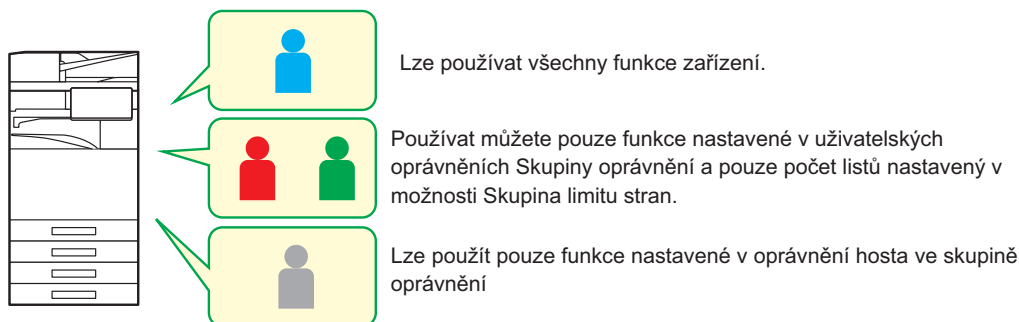 Lze používat všechny funkce zařízení.
Používat můžete pouze funkce nastavené v uživatelských
oprávněních Skupiny oprávnění a pouze počet listů nastavený v
možnosti Skupina limitu stran.
Lze použít pouze funkce nastavené v oprávnění hosta ve skupině
oprávnění